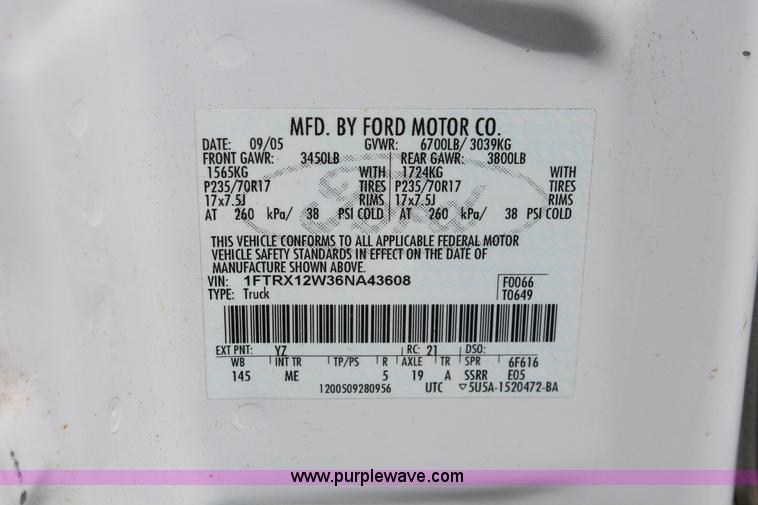 MFD. BY FORD MOTOR CO.
DATE: 09/05 GVWR: 6700LB/ 3039KG
FRONT GAWR: 3450LB REAR GAWR: 3800LB
1565KG WITH 1724KG WITH
P235/70R17 TIRES P235/70R17 TIRES
17x7.5J RIMS 17x7.5J RIMS
AT 260 kPa/ 38 PSI COLD AT 260 kPa/ 38 PSI COLD
Ford
THIS VEHICLE CONFORMS TO ALL APPLICABLE FEDERAL MOTOR
VEHICLE SAFETY STANDARDS IN EFFECT ON THE DATE OF
MANUFACTURE SHOWN ABOVE.
VIN: 1FTRX12W36NA43608 F0066
TYPE: Truck T0649
EXT PNT: YZ RC: 21 DSO:
WB INT TR TP/PS R AXLE TR SPR 6F616
145 ME 5 19 A SSRR E05
1200509280956 UTC ▽5U5A-1520472-BA
www.purplewave.com